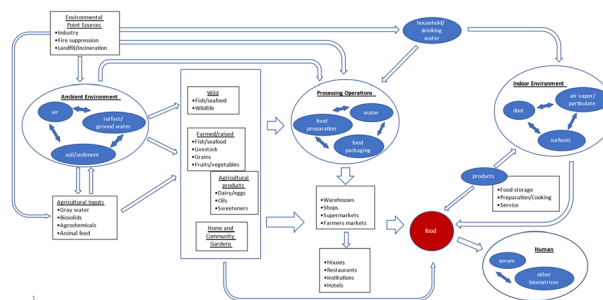 Environmental
Point Sources
•Industry
•Fire suppression
•Landfill/incineration
household/
drinking
water
Ambient Environment
air
surface/
ground water
soil/sediment
Wild
•Fish/seafood
•Wildlife
Farmed/raised
•Fish/seafood
•Livestock
•Grains
•Fruits/vegetables
Agricultural
products
•Dairy/eggs
•Oils
•Sweeteners
Home and
Community
Gardens
Processing Operations
water
food
preparation
food
packaging
Indoor Environment
air vapor/
particulate
dust
surfaces
products
•Food storage
•Preparation/Cooking
•Service
Agricultural Inputs
•Gray water
•Biosolids
•Agrochemicals
•Animal feed
•Warehouses
•Shops
•Supermarkets
•Farmers markets
food
•Houses
•Restaurants
•Institutions
•Hotels
Human
serum
other
biomatrices
1